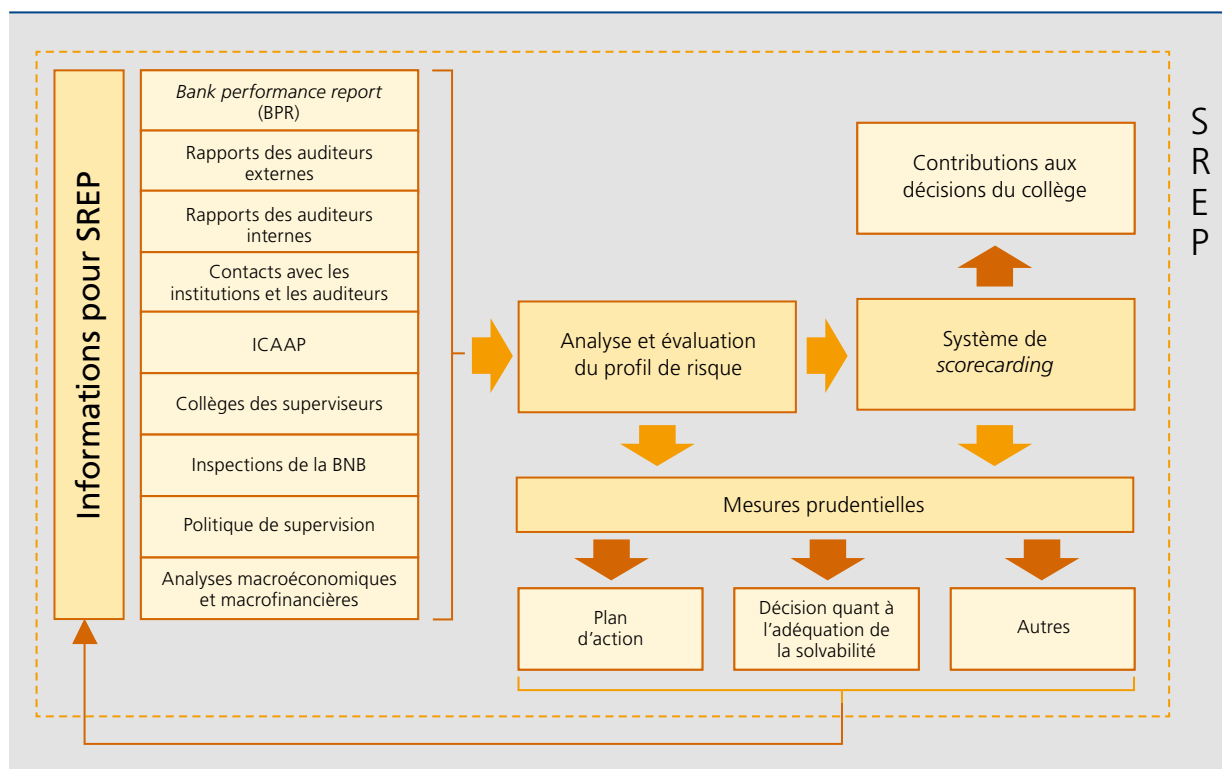 Informations pour SREP
Bank performance report
(BPR)
Rapports des auditeurs
externes
Rapports des auditeurs
internes
Contacts avec les
institutions et les auditeurs
ICAAP
Collèges des superviseurs
Inspections de la BNB
Politique de supervision
Analyses macroéconomiques
et macrofinancières
Analyse et évaluation
du profil de risque
Contributions aux
décisions du collège
Système de
scorecarding
Mesures prudentielles
Plan
d'action
Décision quant à
l'adéquation de
la solvabilité
Autres
S
R
E
P